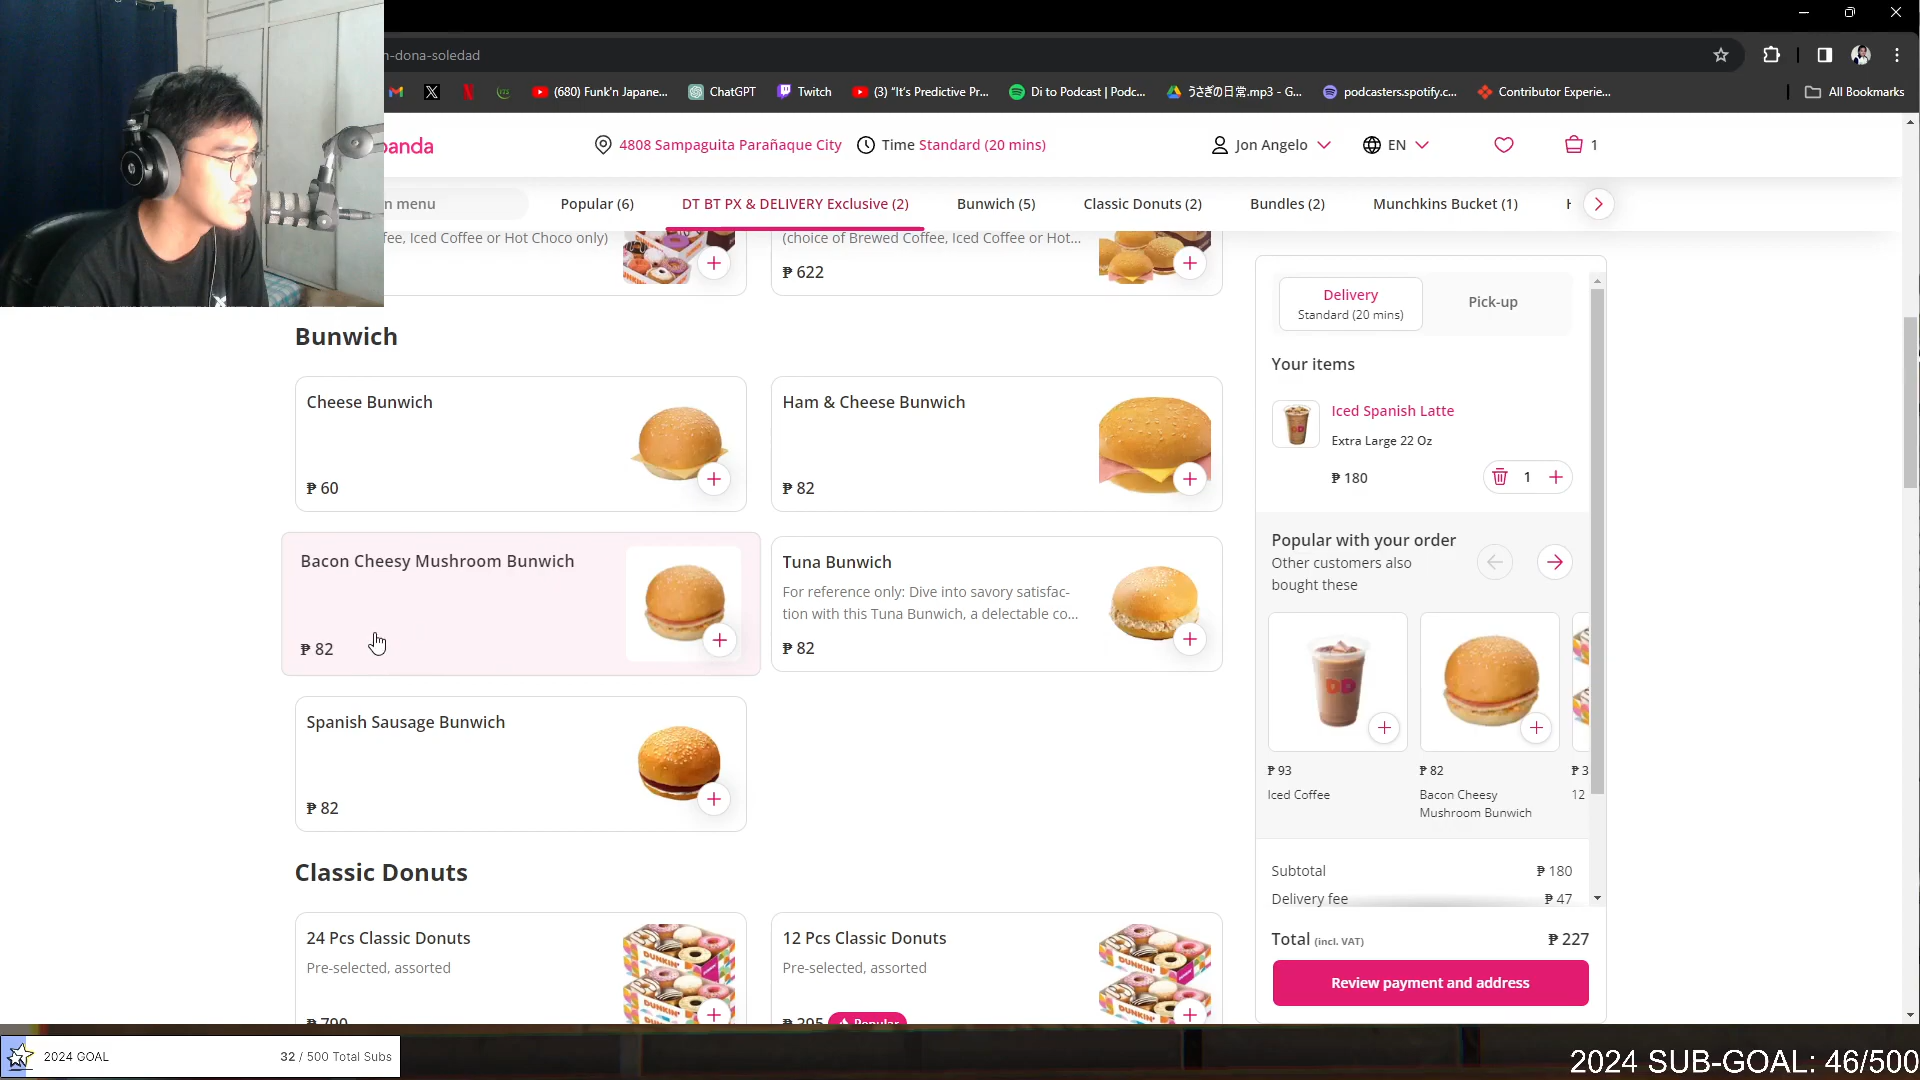 n-dona-soledad
(680) Funk'n Japane...
ChatGPT
Twitch
(3) "It's Predictive Pr...
Di to Podcast | Podc...
うさぎの日常.mp3 - G...
podcasters.spotify.c...
Contributor Experie...
All Bookmarks
panda
4808 Sampaguita Parañaque City
Time Standard (20 mins)
Jon Angelo
EN
1
n menu
Popular (6)
DT BT PX & DELIVERY Exclusive (2)
Bunwich (5)
Classic Donuts (2)
Bundles (2)
Munchkins Bucket (1)
fee, Iced Coffee or Hot Choco only)
(choice of Brewed Coffee, Iced Coffee or Hot...
₱ 622
Bunwich
Cheese Bunwich
₱ 60
Ham & Cheese Bunwich
₱ 82
Bacon Cheesy Mushroom Bunwich
₱ 82
Tuna Bunwich
For reference only: Dive into savory satisfac-
tion with this Tuna Bunwich, a delectable co...
₱ 82
Spanish Sausage Bunwich
₱ 82
Classic Donuts
24 Pcs Classic Donuts
Pre-selected, assorted
₱ 790
12 Pcs Classic Donuts
Pre-selected, assorted
₱ 395
Popular
Delivery
Standard (20 mins)
Pick-up
Your items
Iced Spanish Latte
Extra Large 22 Oz
₱ 180
1
Popular with your order
Other customers also
bought these
DD
₱ 93
Iced Coffee
₱ 82
Bacon Cheesy
Mushroom Bunwich
₱ 3
12
Subtotal
₱ 180
Delivery fee
₱ 47
Total (incl. VAT)
₱ 227
Review payment and address
2024 GOAL
32 / 500 Total Subs
2024 SUB-GOAL: 46/500